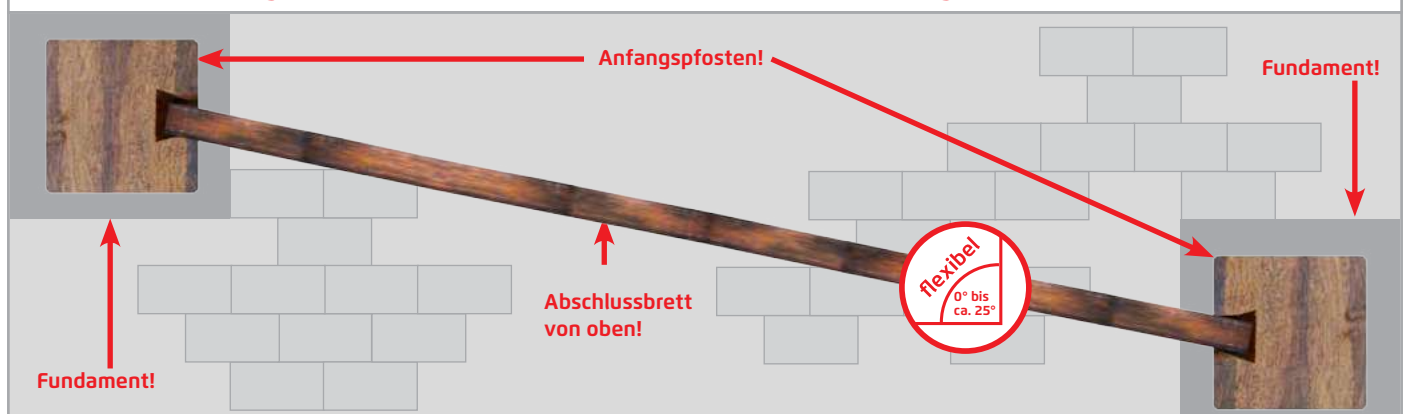 Anfangspfosten!
Fundament!
flexibel
0° bis
ca. 25°
Abschlussbrett
von oben!
Fundament!